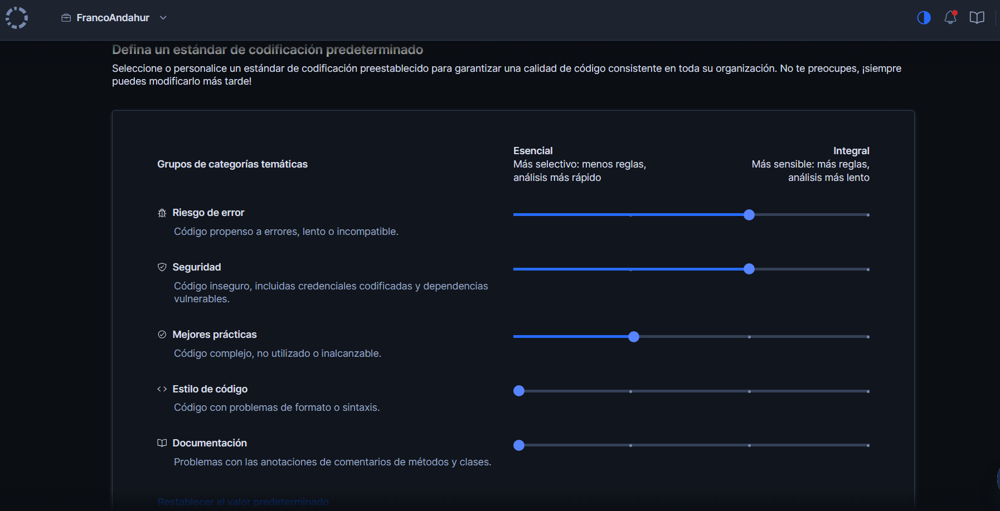 FrancoAndahur
Defina un estándar de codificación predeterminado
Seleccione o personalice un estándar de codificación preestablecido para garantizar una calidad de código consistente en toda su organización. No te preocupes, ¡siempre
puedes modificarlo más tarde!
Grupos de categorías temáticas
Esencial
Más selectivo: menos reglas,
análisis más rápido
Integral
Más sensible: más reglas,
análisis más lento
Riesgo de error
Código propenso a errores, lento o incompatible.
Seguridad
Código inseguro, incluidas credenciales codificadas y dependencias
vulnerables.
Mejores prácticas
Código complejo, no utilizado o inalcanzable.
Estilo de código
Código con problemas de formato o sintaxis.
Documentación
Problemas con las anotaciones de comentarios de métodos y clases.
Restablecer el valor predeterminado